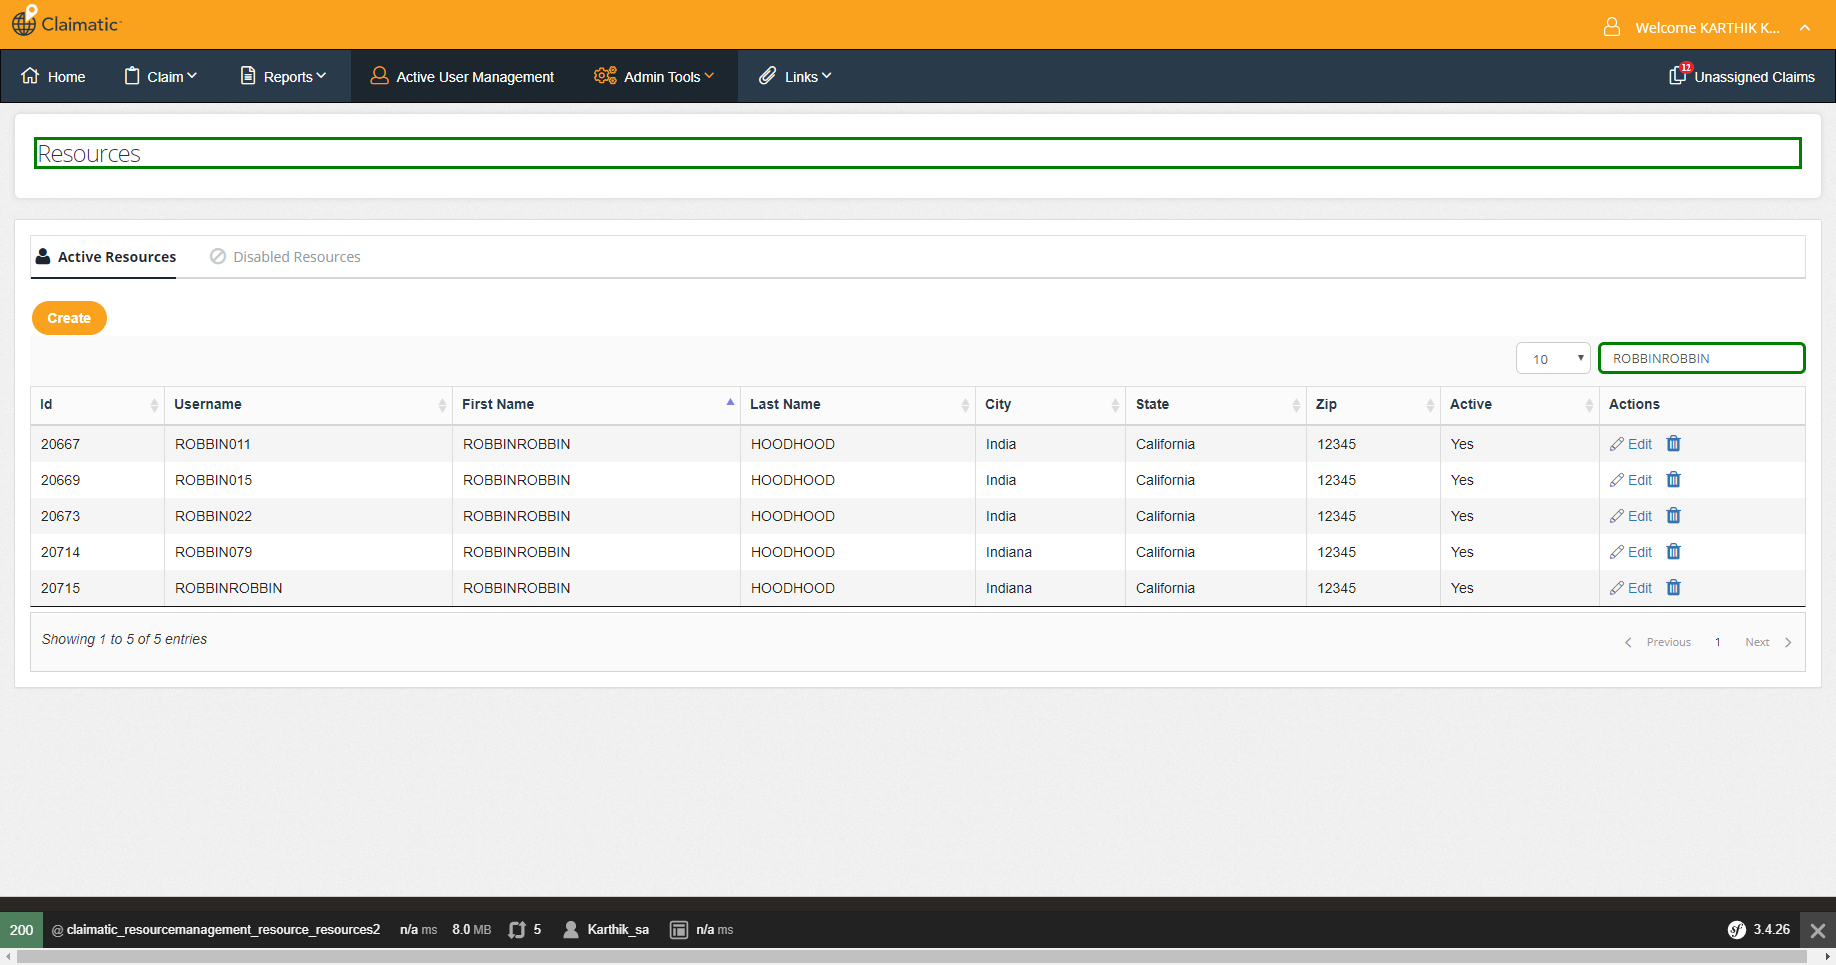 Claimatic
Welcome KARTHIK K...
Home Claim Reports Active User Management Admin Tools Links 12 Unassigned Claims
Resources
Active Resources Disabled Resources
Create
10 ROBBINROBBIN
Id Username First Name Last Name City State Zip Active Actions
20667 ROBBIN011 ROBBINROBBIN HOODHOOD India California 12345 Yes Edit
20669 ROBBIN015 ROBBINROBBIN HOODHOOD India California 12345 Yes Edit
20673 ROBBIN022 ROBBINROBBIN HOODHOOD India California 12345 Yes Edit
20714 ROBBIN079 ROBBINROBBIN HOODHOOD Indiana California 12345 Yes Edit
20715 ROBBINROBBIN ROBBINROBBIN HOODHOOD Indiana California 12345 Yes Edit
Showing 1 to 5 of 5 entries
Previous 1 Next
200 @ claimatic_resourcemanagement_resource_resources2 n/a ms 8.0 MB 5 Karthik_sa n/a ms sf 3.4.26